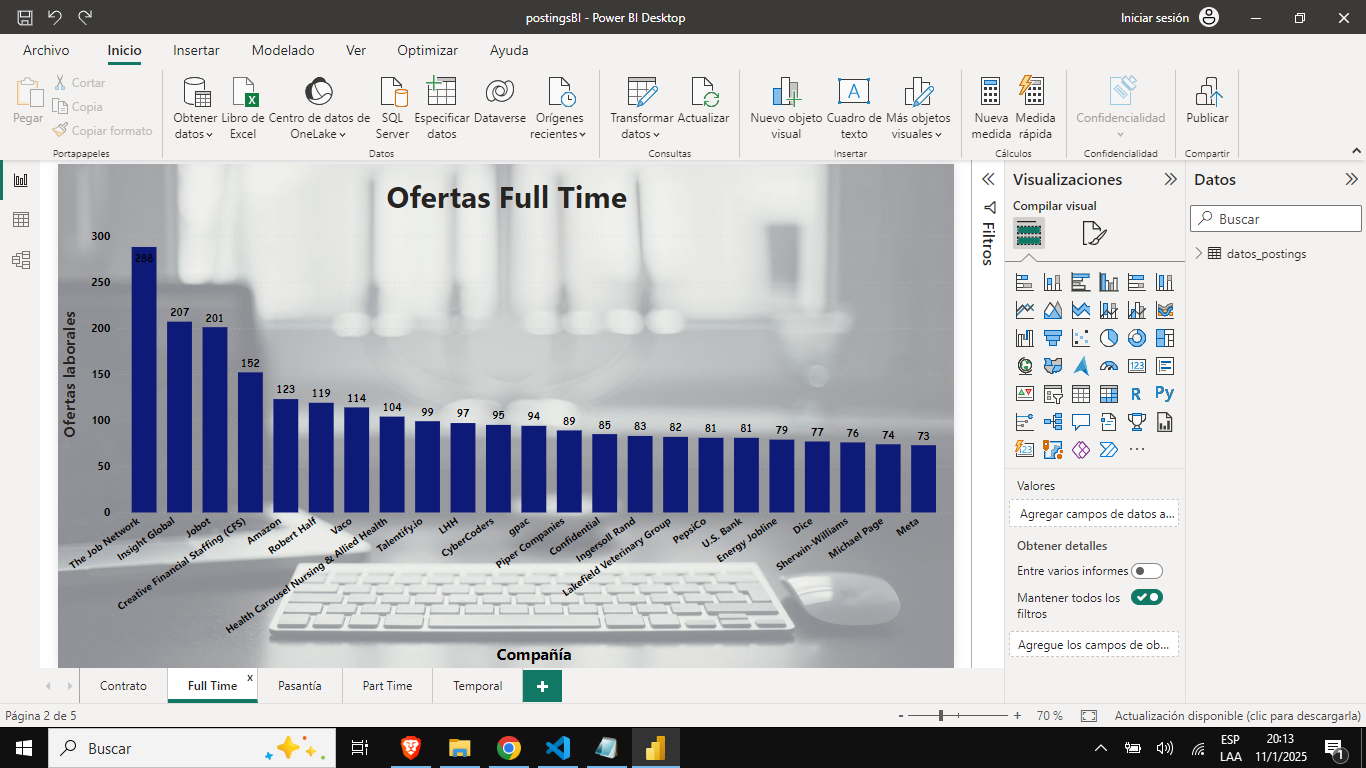 postingsBI - Power BI Desktop
Iniciar sesión
Archivo
Inicio
Insertar
Modelado
Ver
Optimizar
Ayuda
Pegar
Cortar
Copia
Copiar formato
Portapapeles
Obtener datos
Libro de Excel
Centro de datos de OneLake
SQL Server
Especificar datos
Dataverse
Orígenes recientes
Datos
Transformar datos
Actualizar
Consultas
Nuevo objeto visual
Cuadro de texto
Más objetos visuales
Insertar
Nueva medida
Medida rápida
Cálculos
Confidencialidad
Confidencialidad
Publicar
Compartir
Ofertas Full Time
Ofertas laborales
300
250
200
150
100
50
0
288
207
201
152
123
119
114
104
99
97
95
94
89
85
83
82
81
81
79
77
76
74
73
The Job Network
Insight Global
Jobot
Creative Financial Staffing (CFS)
Amazon
Robert Half
Vaco
Health Carousel Nursing & Allied Health
Talentify.io
LHH
CyberCoders
gpac
Piper Companies
Confidential
Ingersoll Rand
Lakefield Veterinary Group
PepsiCo
U.S. Bank
Energy Jobline
Dice
Sherwin-Williams
Michael Page
Meta
Compañía
Filtros
Visualizaciones
Compilar visual
123
R
Py
123
Valores
Agregar campos de datos a...
Obtener detalles
Entre varios informes
Mantener todos los
filtros
Agregue los campos de ob...
Datos
Buscar
datos_postings
Contrato
Full Time
x
Pasantía
Part Time
Temporal
+
Página 2 de 5
-
+
70 %
Actualización disponible (clic para descargarla)
Buscar
ESP
LAA
20:13
11/1/2025
1